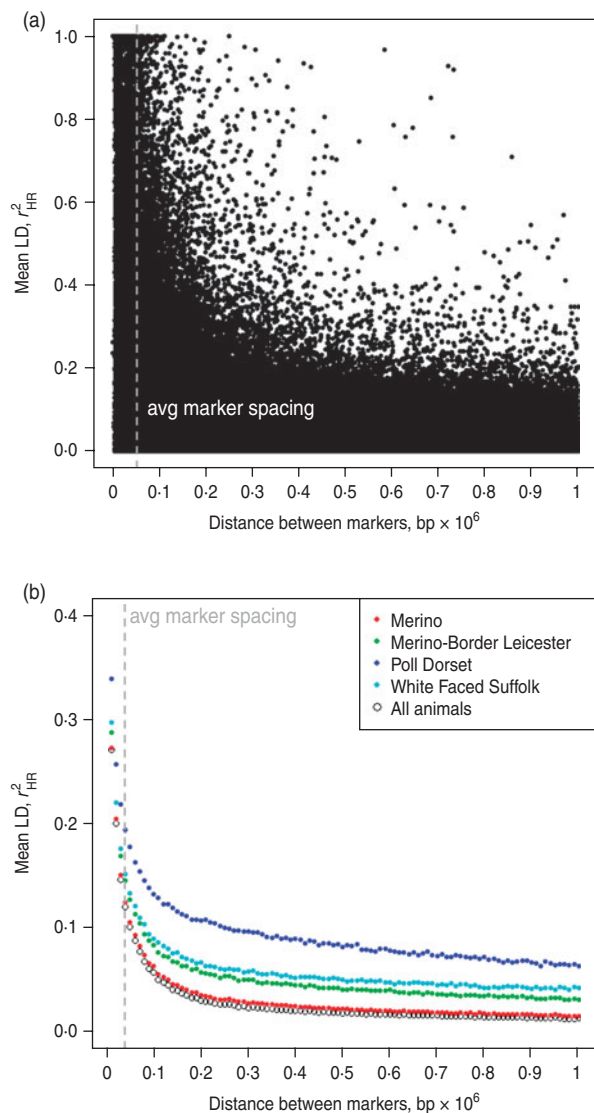 (a)
1·0
0·8
0·6
0·4
0·2
0·0
Mean LD, r²HR
avg marker spacing
0 0·1 0·2 0·3 0·4 0·5 0·6 0·7 0·8 0·9 1
Distance between markers, bp × 10⁶
(b)
0·4
0·3
0·2
0·1
0·0
Mean LD, r²HR
avg marker spacing
Merino
Merino-Border Leicester
Poll Dorset
White Faced Suffolk
All animals
0 0·1 0·2 0·3 0·4 0·5 0·6 0·7 0·8 0·9 1
Distance between markers, bp × 10⁶